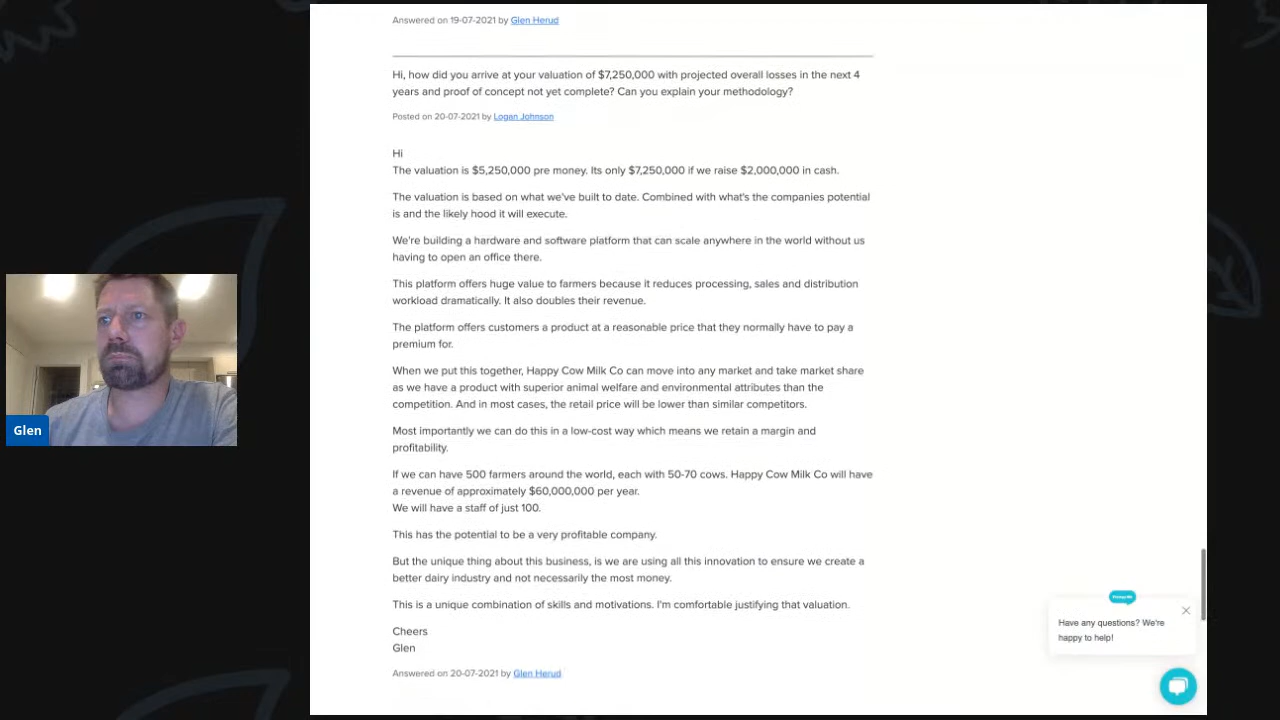 Answered on 19-07-2021 by Glen Herud
Hi, how did you arrive at your valuation of $7,250,000 with projected overall losses in the next 4
years and proof of concept not yet complete? Can you explain your methodology?
Posted on 20-07-2021 by Logan Johnson
Hi
The valuation is $5,250,000 pre money. Its only $7,250,000 if we raise $2,000,000 in cash.
The valuation is based on what we've built to date. Combined with what's the companies potential
is and the likely hood it will execute.
We're building a hardware and software platform that can scale anywhere in the world without us
having to open an office there.
This platform offers huge value to farmers because it reduces processing, sales and distribution
workload dramatically. It also doubles their revenue.
The platform offers customers a product at a reasonable price that they normally have to pay a
premium for.
When we put this together, Happy Cow Milk Co can move into any market and take market share
as we have a product with superior animal welfare and environmental attributes than the
competition. And in most cases, the retail price will be lower than similar competitors.
Most importantly we can do this in a low-cost way which means we retain a margin and
profitability.
If we can have 500 farmers around the world, each with 50-70 cows. Happy Cow Milk Co will have
a revenue of approximately $60,000,000 per year.
We will have a staff of just 100.
This has the potential to be a very profitable company.
But the unique thing about this business, is we are using all this innovation to ensure we create a
better dairy industry and not necessarily the most money.
This is a unique combination of skills and motivations. I'm comfortable justifying that valuation.
Cheers
Glen
Answered on 20-07-2021 by Glen Herud
Glen
Have any questions? We're
happy to help!